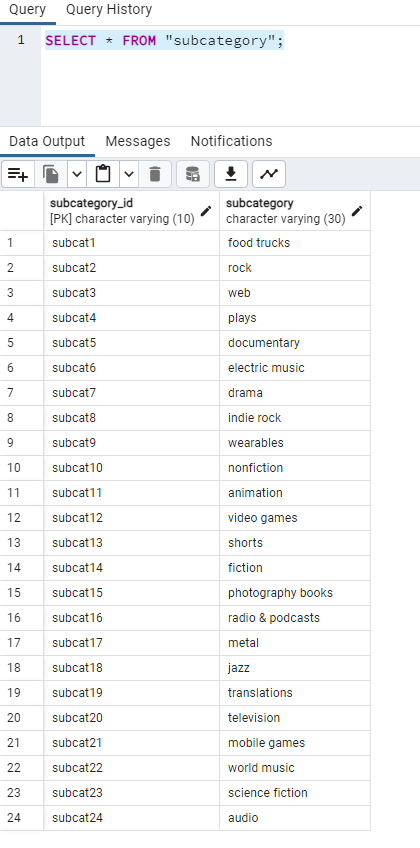 Query Query History
1 SELECT * FROM "subcategory";
Data Output Messages Notifications
subcategory_id subcategory
[PK] character varying (10) character varying (30)
1 subcat1 food trucks
2 subcat2 rock
3 subcat3 web
4 subcat4 plays
5 subcat5 documentary
6 subcat6 electric music
7 subcat7 drama
8 subcat8 indie rock
9 subcat9 wearables
10 subcat10 nonfiction
11 subcat11 animation
12 subcat12 video games
13 subcat13 shorts
14 subcat14 fiction
15 subcat15 photography books
16 subcat16 radio & podcasts
17 subcat17 metal
18 subcat18 jazz
19 subcat19 translations
20 subcat20 television
21 subcat21 mobile games
22 subcat22 world music
23 subcat23 science fiction
24 subcat24 audio